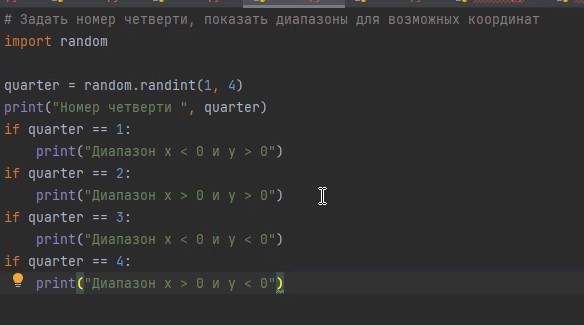 # Задать номер четверти, показать диапазоны для возможных координат
import random
quarter = random.randint(1, 4)
print("Номер четверти ", quarter)
if quarter == 1:
print("Диапазон x < 0 и y > 0")
if quarter == 2:
print("Диапазон x > 0 и y > 0")
if quarter == 3:
print("Диапазон x < 0 и y < 0")
if quarter == 4:
print("Диапазон x > 0 и y < 0")